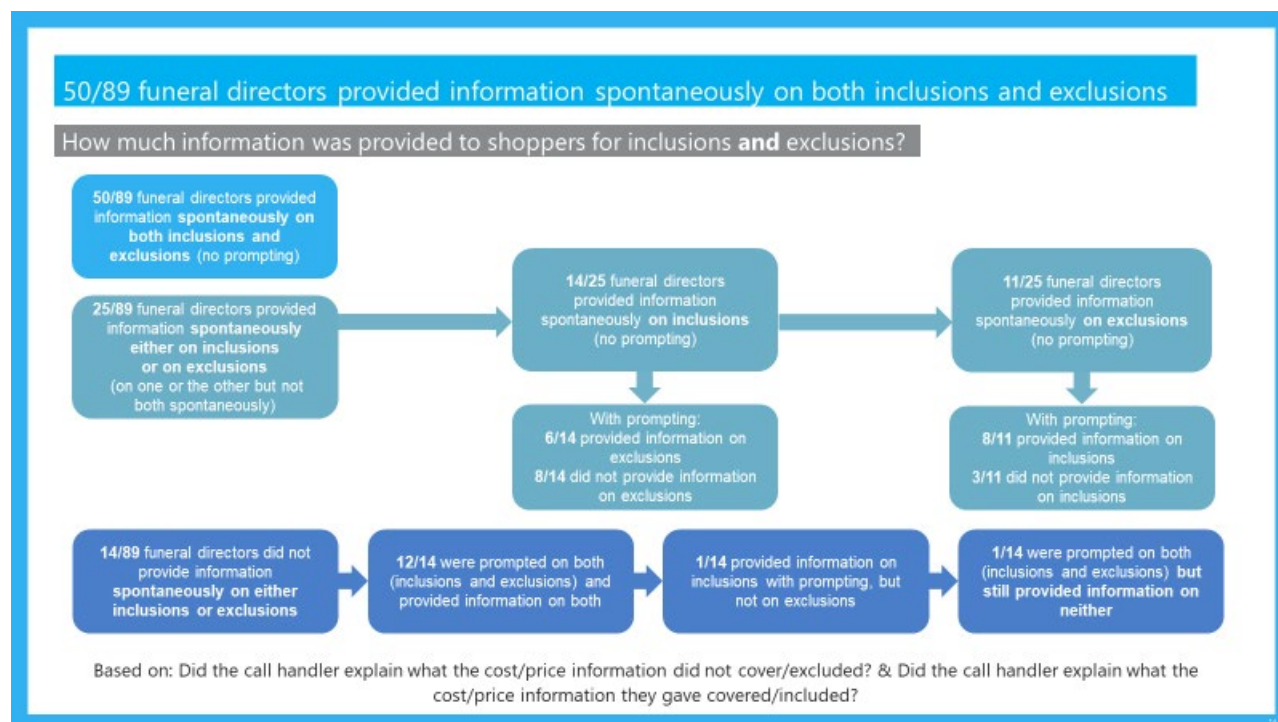 50/89 funeral directors provided information spontaneously on both inclusions and exclusions
How much information was provided to shoppers for inclusions and exclusions?
50/89 funeral directors provided
information spontaneously on
both inclusions and
exclusions (no prompting)
25/89 funeral directors provided
information spontaneously
either on inclusions
or on exclusions
(on one or the other but not
both spontaneously)
14/25 funeral directors
provided information
spontaneously on inclusions
(no prompting)
11/25 funeral directors
provided information
spontaneously on exclusions
(no prompting)
With prompting:
6/14 provided information on
exclusions
8/14 did not provide information
on exclusions
With prompting:
8/11 provided information on
inclusions
3/11 did not provide information
on inclusions
14/89 funeral directors did not
provide information
spontaneously on either
inclusions or exclusions
12/14 were prompted on both
(inclusions and exclusions) and
provided information on both
1/14 provided information on
inclusions with prompting, but
not on exclusions
1/14 were prompted on both
(inclusions and exclusions) but
still provided information on
neither
Based on: Did the call handler explain what the cost/price information did not cover/excluded? & Did the call handler explain what the
cost/price information they gave covered/included?